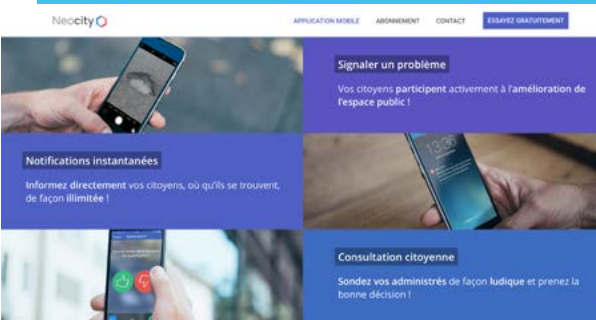 Neocity
APPLICATION MOBILE ABONNEMENT CONTACT ESSAYEZ GRATUITEMENT
Signaler un problème
Vos citoyens participent activement à l'amélioration de
l'espace public !
Notifications instantanées
Informez directement vos citoyens, où qu'ils se trouvent,
de façon illimitée !
13:36
Consultation citoyenne
Sondez vos administrés de façon ludique et prenez la
bonne décision !